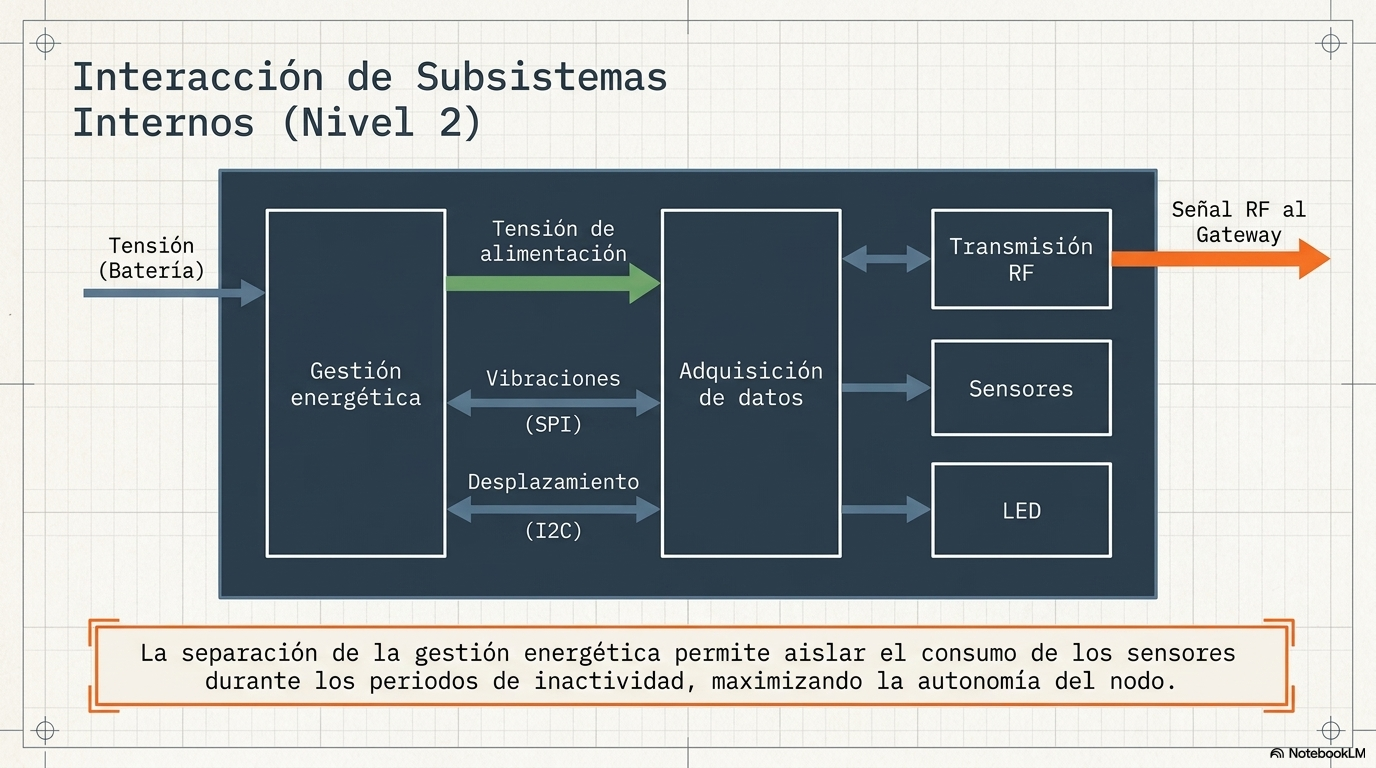 Interacción de Subsistemas
Internos (Nivel 2)
Tensión
(Batería)
Gestión
energética
Tensión de
alimentación
Vibraciones
(SPI)
Desplazamiento
(I2C)
Adquisición
de datos
Transmisión
RF
Sensores
LED
Señal RF al
Gateway
La separación de la gestión energética permite aislar el consumo de los sensores
durante los periodos de inactividad, maximizando la autonomía del nodo.
NotebookLM